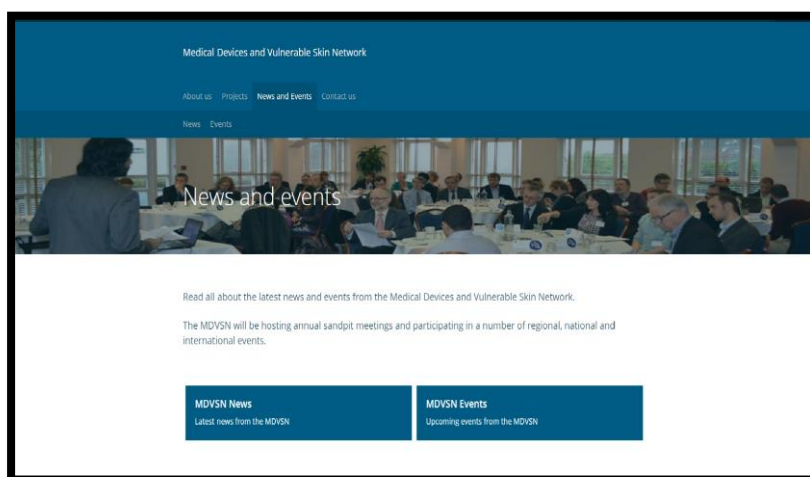 Medical Devices and Vulnerable Skin Network
About us Projects News and Events Contact us
News Events
News and events
Read all about the latest news and events from the Medical Devices and Vulnerable Skin Network.
The MDVSN will be hosting annual sandpit meetings and participating in a number of regional, national and
international events.
MDVSN News
Latest news from the MDVSN
MDVSN Events
Upcoming events from the MDVSN